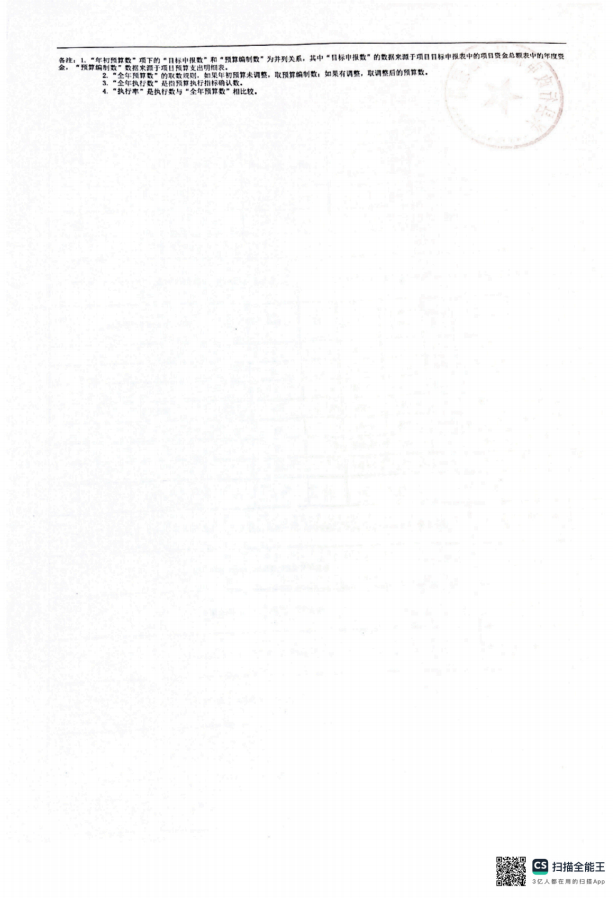 备注：1. “年初预算数”项下的“目标申报数”和“预算编制数”为并列关系，其中“目标申报数”的数据来源于项目目标申报表中的项目资金总额表中的年度资
金，“预算编制数”数据来源于项目预算支出明细表。
2. “全年预算数”的取数规则，如果年初预算未调整，取预算编制数；如果有调整，取调整后的预算数。
3. “全年执行数”是指预算执行指标确认数。
4. “执行率”是执行数与“全年预算数”相比较。
CS 扫描全能王
3亿人都在用的扫描App